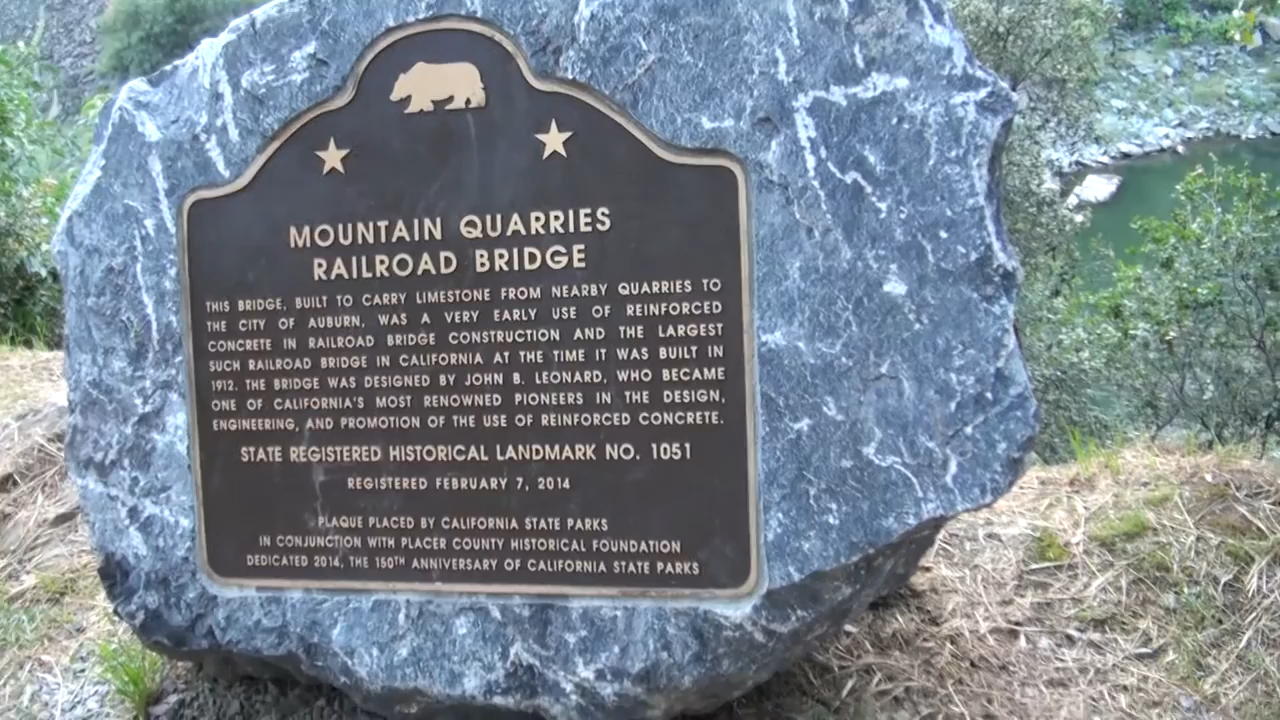 MOUNTAIN QUARRIES
RAILROAD BRIDGE
THIS BRIDGE, BUILT TO CARRY LIMESTONE FROM NEARBY QUARRIES TO
THE CITY OF AUBURN, WAS A VERY EARLY USE OF REINFORCED
CONCRETE IN RAILROAD BRIDGE CONSTRUCTION AND THE LARGEST
SUCH RAILROAD BRIDGE IN CALIFORNIA AT THE TIME IT WAS BUILT IN
1912. THE BRIDGE WAS DESIGNED BY JOHN B. LEONARD, WHO BECAME
ONE OF CALIFORNIA'S MOST RENOWNED PIONEERS IN THE DESIGN,
ENGINEERING, AND PROMOTION OF THE USE OF REINFORCED CONCRETE.
STATE REGISTERED HISTORICAL LANDMARK NO. 1051
REGISTERED FEBRUARY 7, 2014
PLAQUE PLACED BY CALIFORNIA STATE PARKS
IN CONJUNCTION WITH PLACER COUNTY HISTORICAL FOUNDATION
DEDICATED 2014, THE 150TH ANNIVERSARY OF CALIFORNIA STATE PARKS